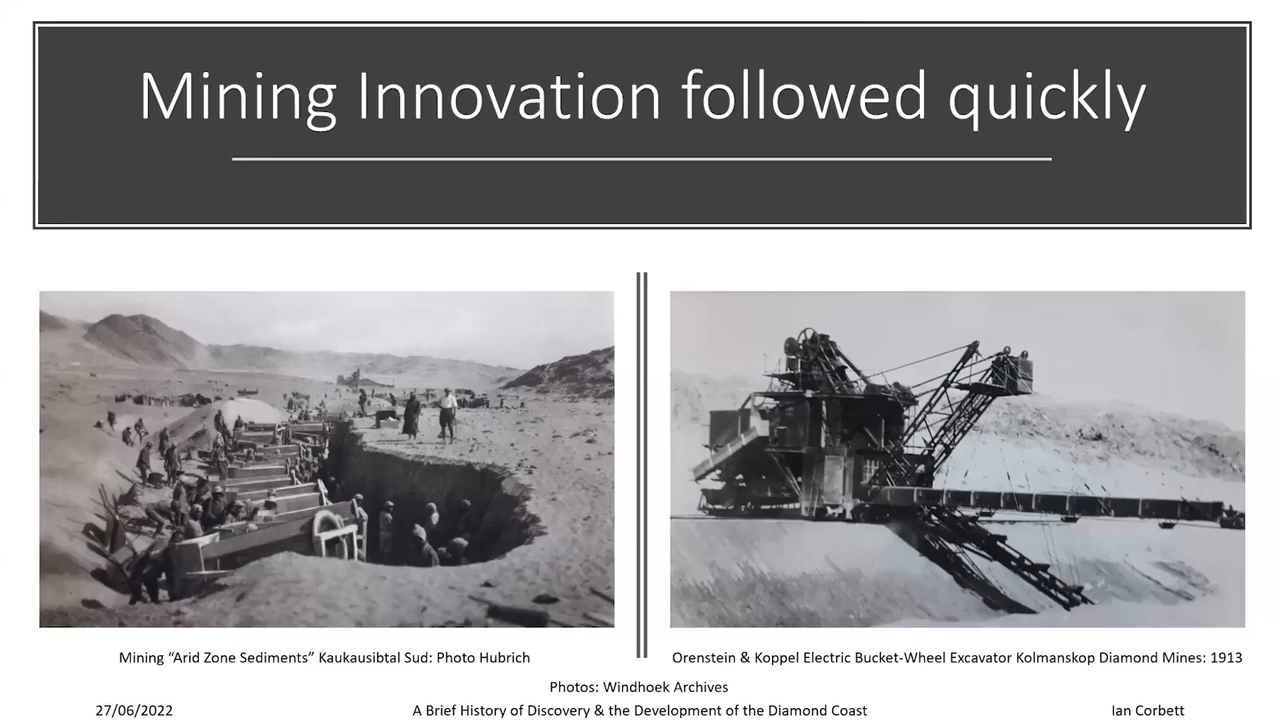 Mining Innovation followed quickly
Mining “Arid Zone Sediments” Kaukausibtal Sud: Photo Hubrich
Orenstein & Koppel Electric Bucket-Wheel Excavator Kolmanskop Diamond Mines: 1913
Photos: Windhoek Archives
27/06/2022
A Brief History of Discovery & the Development of the Diamond Coast
Ian Corbett